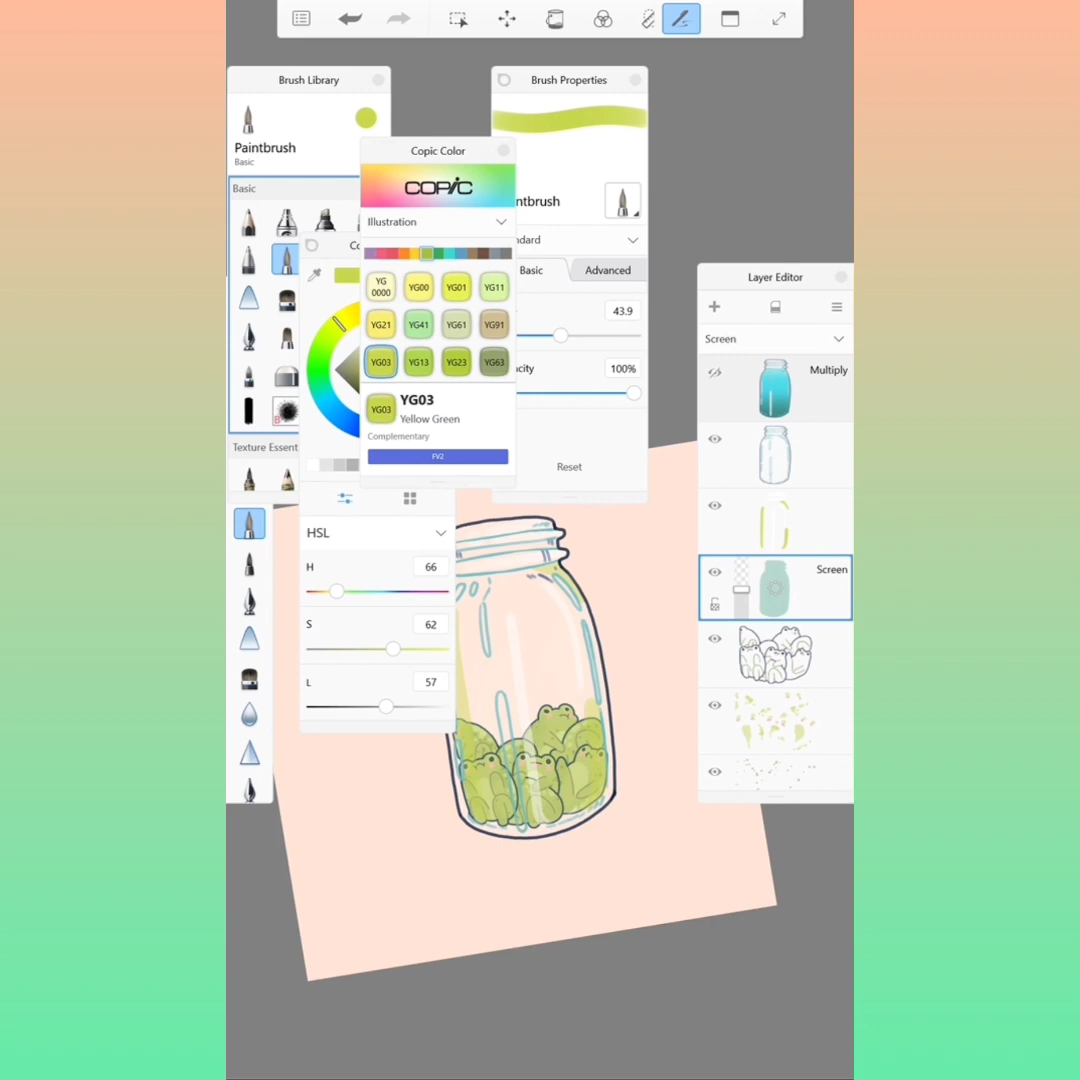 Brush Library
Paintbrush
Basic
Basic
Texture Essent
Copic Color
COPIC
Illustration
YG
0000
YG00
YG01
YG11
YG21
YG41
YG61
YG91
YG03
YG13
YG23
YG63
YG03
YG03
Yellow Green
Complementary
FV2
Co
HSL
H
66
S
62
L
57
Brush Properties
ntbrush
ndard
Basic
Advanced
43.9
acity
100%
Reset
Layer Editor
Screen
Multiply
Screen